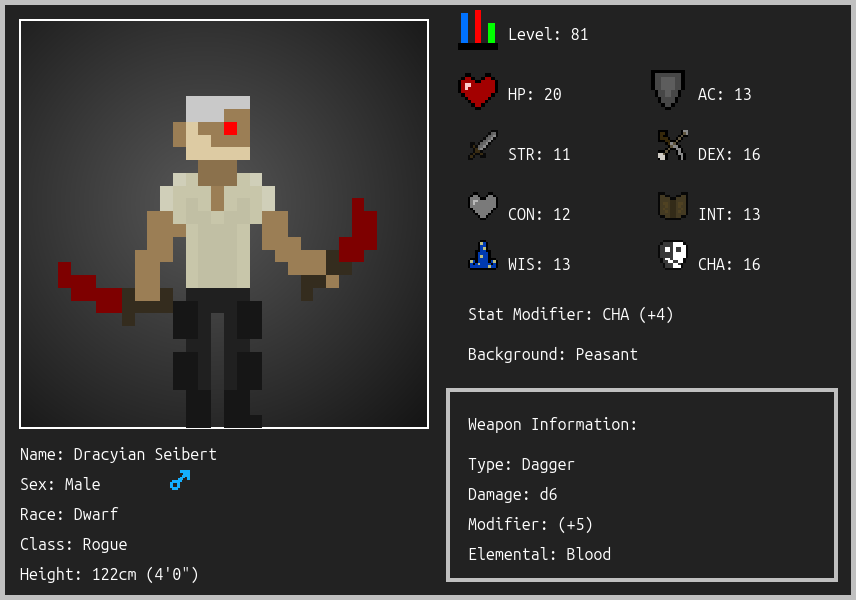 Level: 81
HP: 20
AC: 13
STR: 11
DEX: 16
CON: 12
INT: 13
WIS: 13
CHA: 16
Stat Modifier: CHA (+4)
Background: Peasant
Weapon Information:
Type: Dagger
Damage: d6
Modifier: (+5)
Elemental: Blood
Name: Dracyian Seibert
Sex: Male
Race: Dwarf
Class: Rogue
Height: 122cm (4'0")